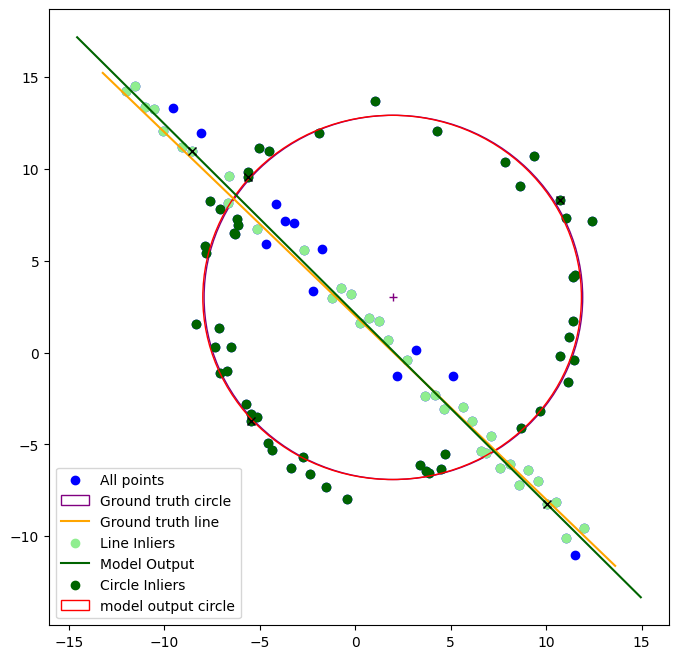 15
10
5
0
−5
−10
All points
Ground truth circle
Ground truth line
Line Inliers
Model Output
Circle Inliers
model output circle
−15 −10 −5 0 5 10 15